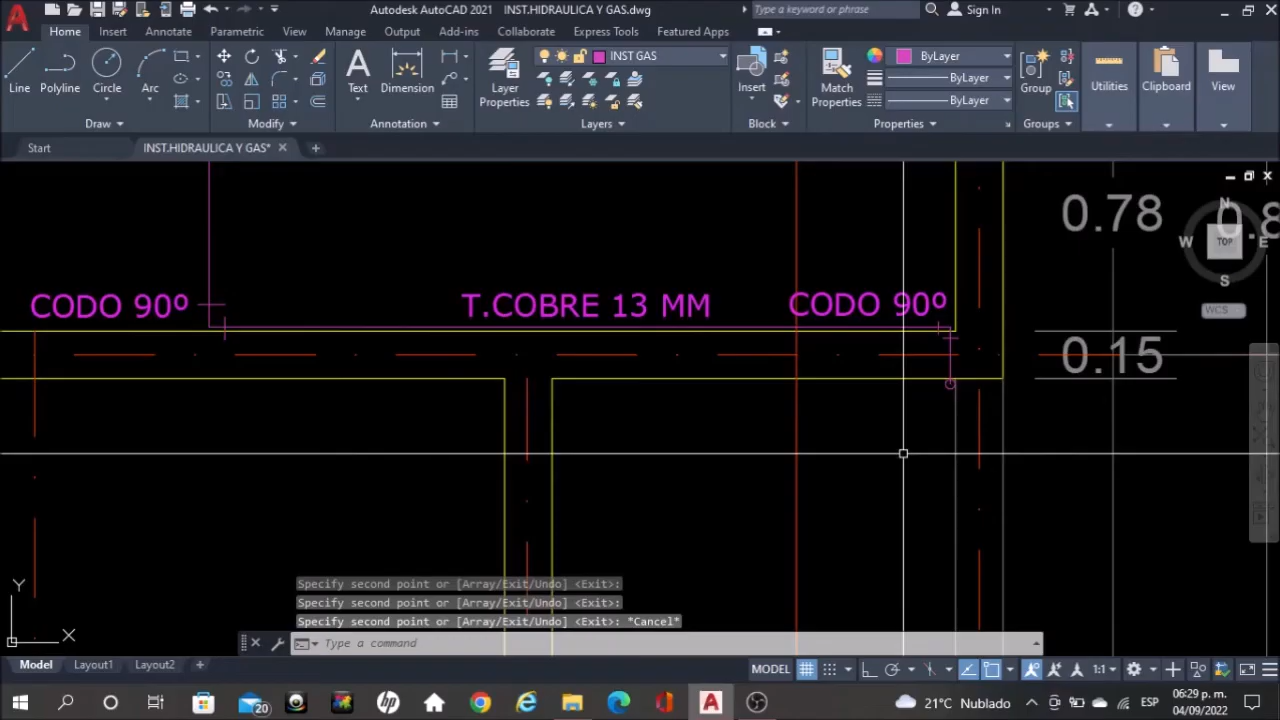 Autodesk AutoCAD 2021 INST.HIDRAULICA Y GAS.dwg
Type a keyword or phrase
Sign In
Home Insert Annotate Parametric View Manage Output Add-ins Collaborate Express Tools Featured Apps
INST GAS
ByLayer
ByLayer
ByLayer
Line Polyline Circle Arc
Text Dimension
Layer Properties
Insert
Match Properties
Group
Utilities Clipboard View
Draw Modify Annotation Layers Block Properties Groups
Start INST.HIDRAULICA Y GAS*
0.78 0.8
N
W TOP E
S
WCS
CODO 90º T.COBRE 13 MM CODO 90º
0.15
Y
X
Specify second point or [Array/Exit/Undo] <Exit>:
Specify second point or [Array/Exit/Undo] <Exit>:
Specify second point or [Array/Exit/Undo] <Exit>: *Cancel*
Type a command
Model Layout1 Layout2
MODEL 1:1
20
21°C Nublado
ESP
06:29 p. m.
04/09/2022